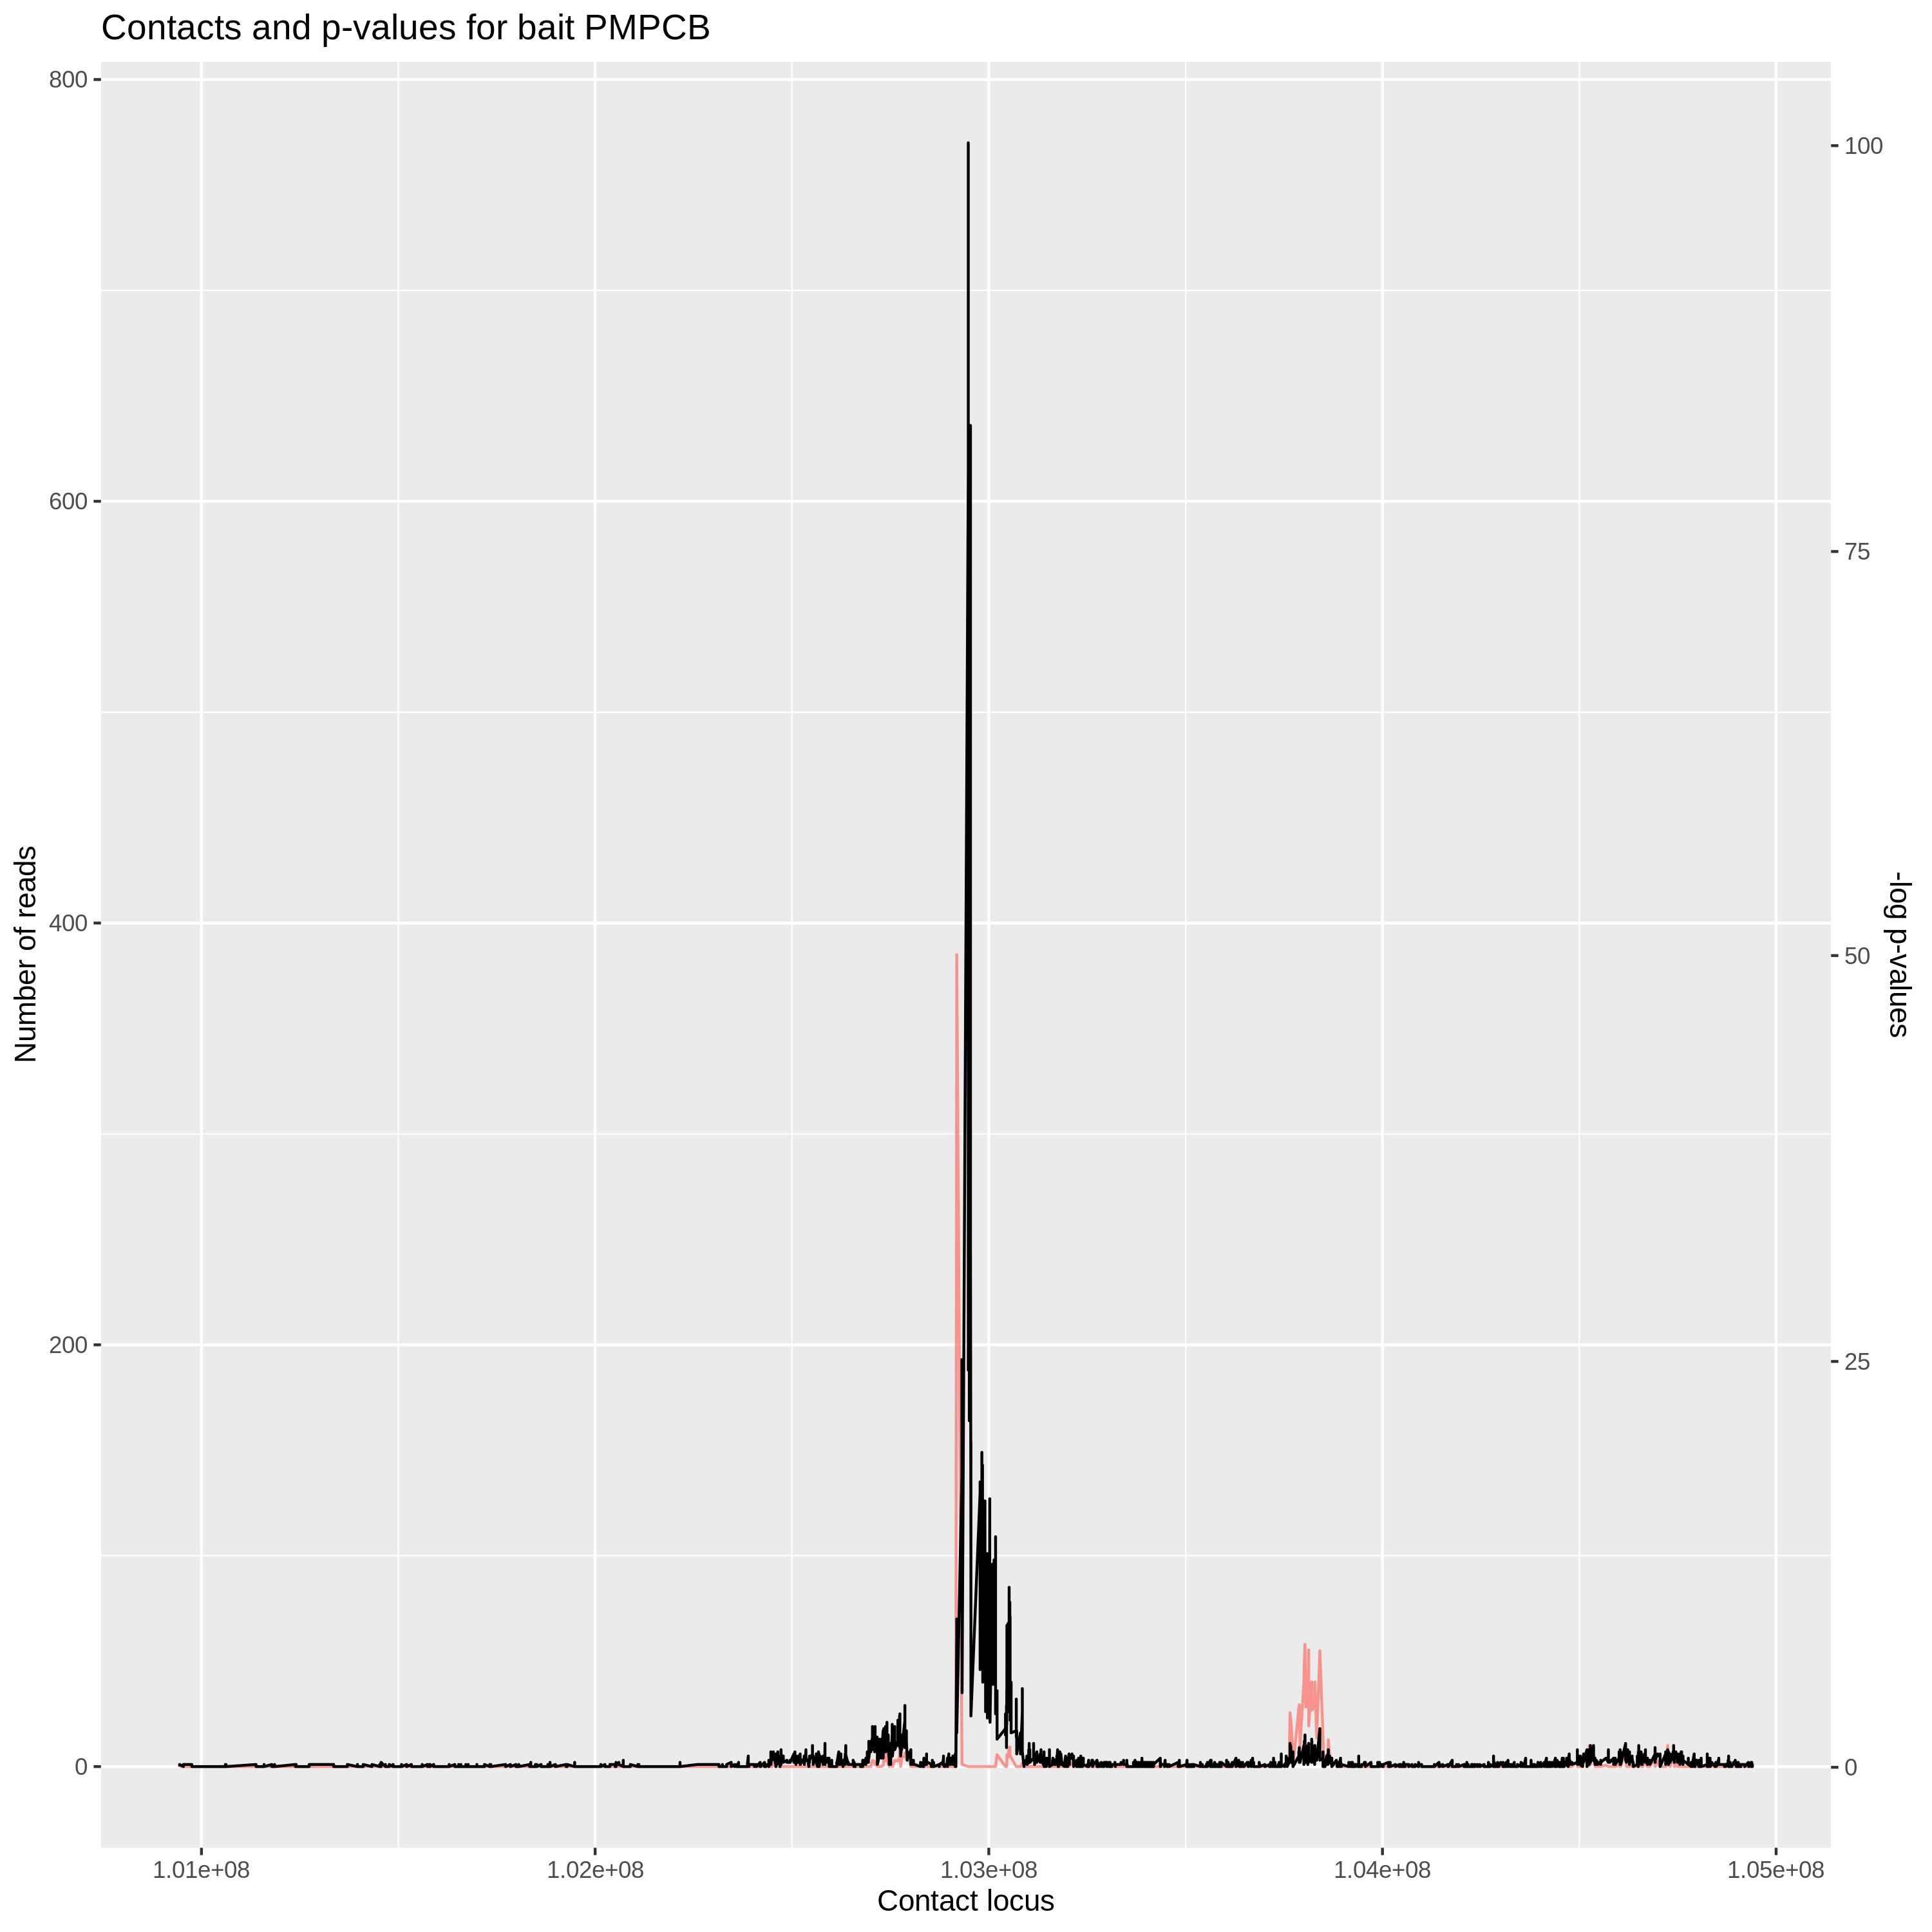 Contacts and p-values for bait PMPCB
800
600
400
200
0
Number of reads
100
75
50
25
0
-log p-values
1.01e+08
1.02e+08
1.03e+08
1.04e+08
1.05e+08
Contact locus